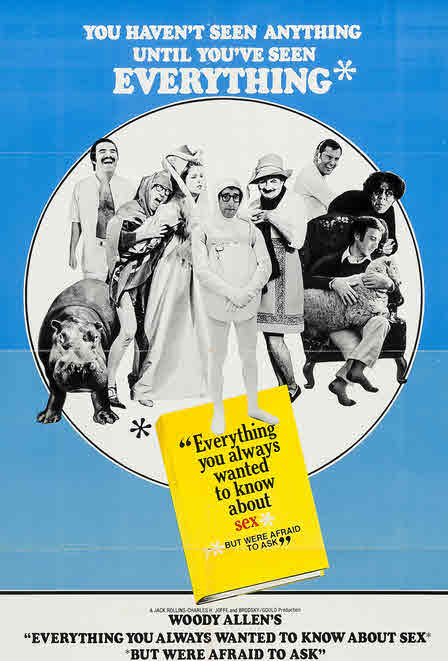 YOU HAVEN'T SEEN ANYTHING
UNTIL YOU'VE SEEN
EVERYTHING*
*
"Everything
you always
wanted
to know
about
sex*
*BUT WERE AFRAID
TO ASK"
A JACK ROLLINS-CHARLES H. JOFFE and BRODSKY/GOULD Production
WOODY ALLEN'S
"EVERYTHING YOU ALWAYS WANTED TO KNOW ABOUT SEX*
*BUT WERE AFRAID TO ASK"